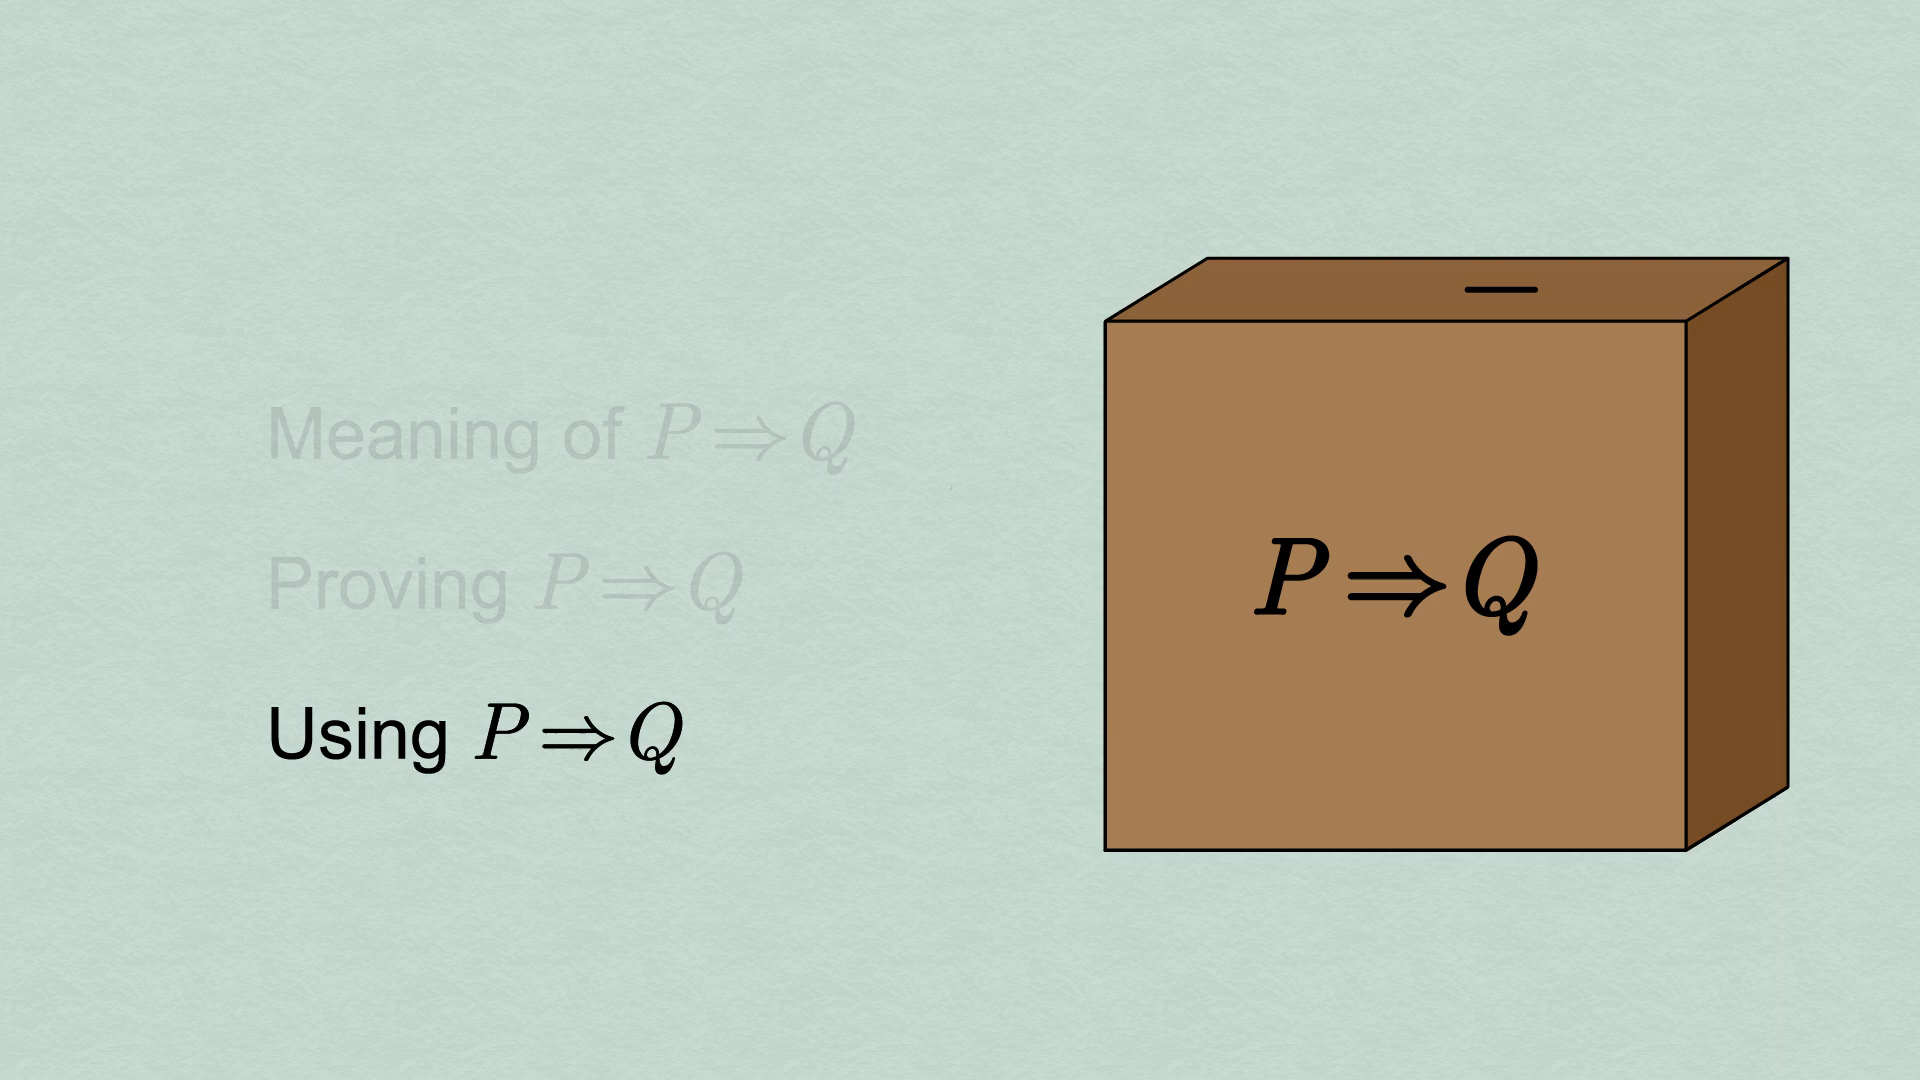 Meaning of P ⇒ Q
Proving P ⇒ Q
Using P ⇒ Q
P ⇒ Q